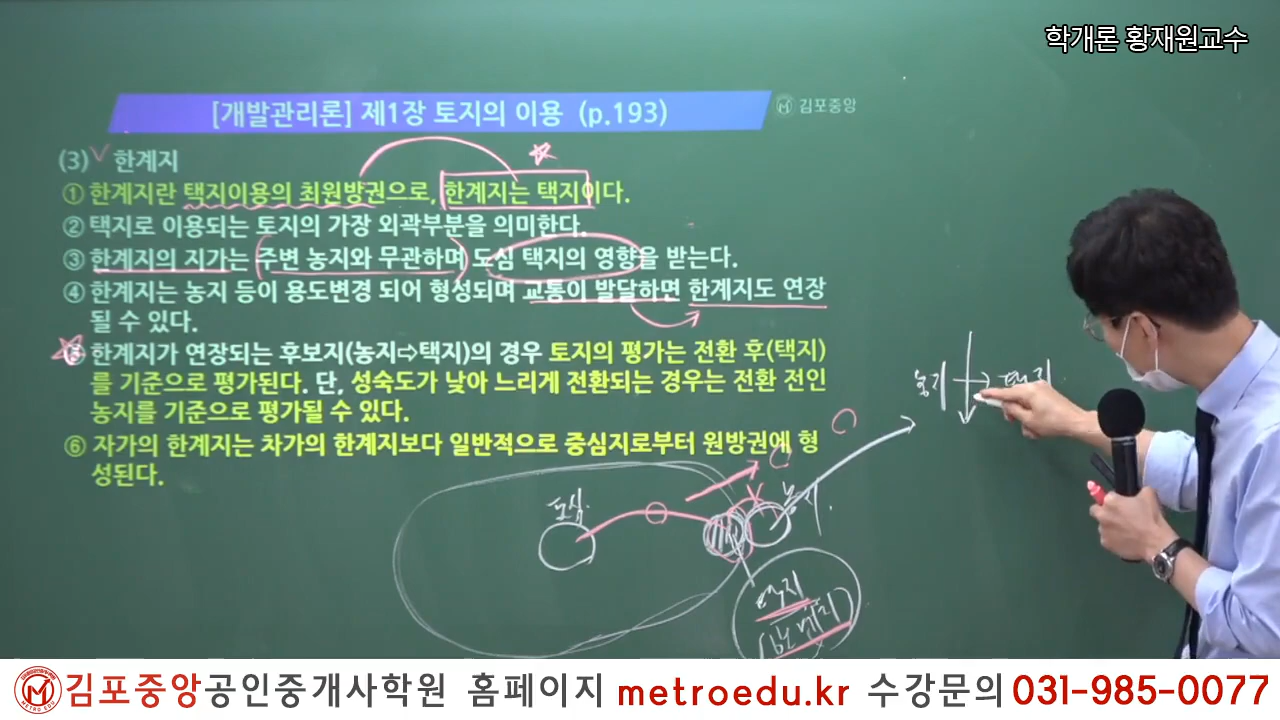 학개론 황재원교수
[개발관리론] 제1장 토지의 이용 (p.193)
김포중앙
(3) 한계지
① 한계지란 택지이용의 최원방권으로, 한계지는 택지이다.
② 택지로 이용되는 토지의 가장 외곽부분을 의미한다.
③ 한계지의 지가는 주변 농지와 무관하며 도심 택지의 영향을 받는다.
④ 한계지는 농지 등이 용도변경 되어 형성되며 교통이 발달하면 한계지도 연장
될 수 있다.
⑤ 한계지가 연장되는 후보지(농지⇨택지)의 경우 토지의 평가는 전환 후(택지)
를 기준으로 평가된다. 단, 성숙도가 낮아 느리게 전환되는 경우는 전환 전인
농지를 기준으로 평가될 수 있다.
⑥ 자가의 한계지는 차가의 한계지보다 일반적으로 중심지로부터 원방권에 형
성된다.
농지 → 택지
도심
농지
택지
(한계지)
김포중앙공인중개사학원 홈페이지 metroedu.kr 수강문의 031-985-0077